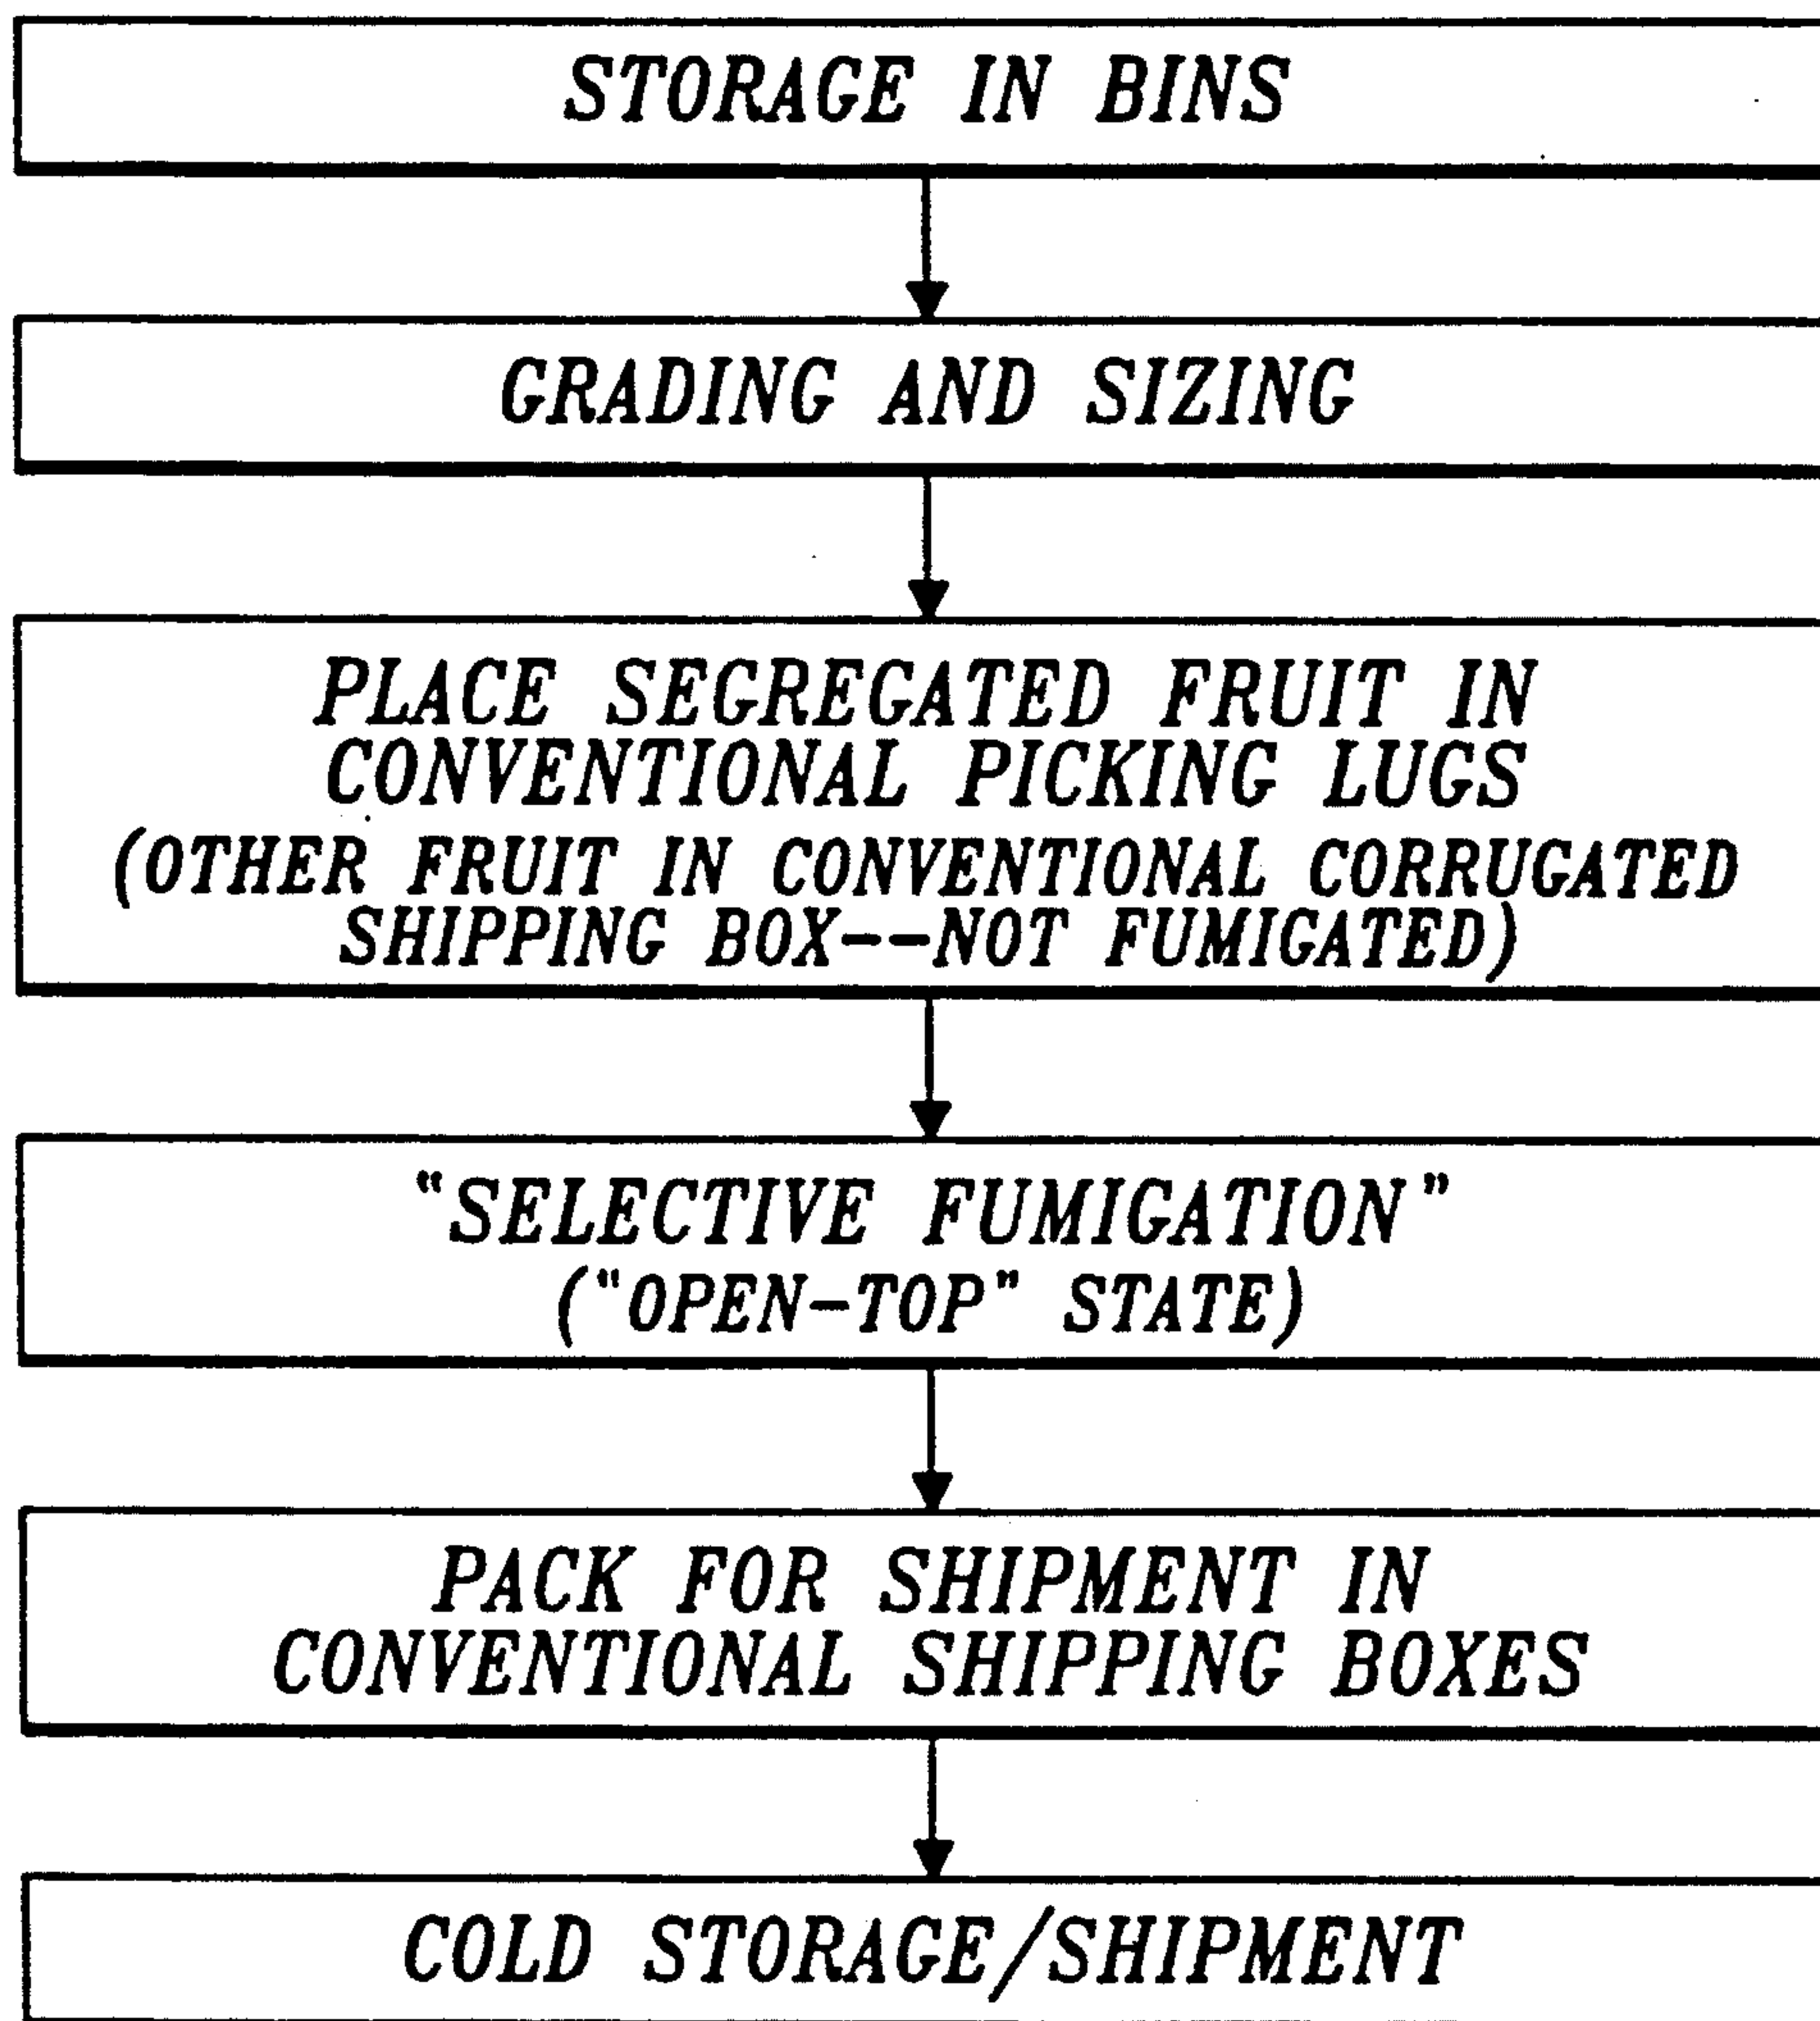 STORAGE IN BINS
GRADING AND SIZING
PLACE SEGREGATED FRUIT IN
CONVENTIONAL PICKING LUGS
(OTHER FRUIT IN CONVENTIONAL CORRUGATED
SHIPPING BOX--NOT FUMIGATED)
"SELECTIVE FUMIGATION"
("OPEN-TOP" STATE)
PACK FOR SHIPMENT IN
CONVENTIONAL SHIPPING BOXES
COLD STORAGE/SHIPMENT